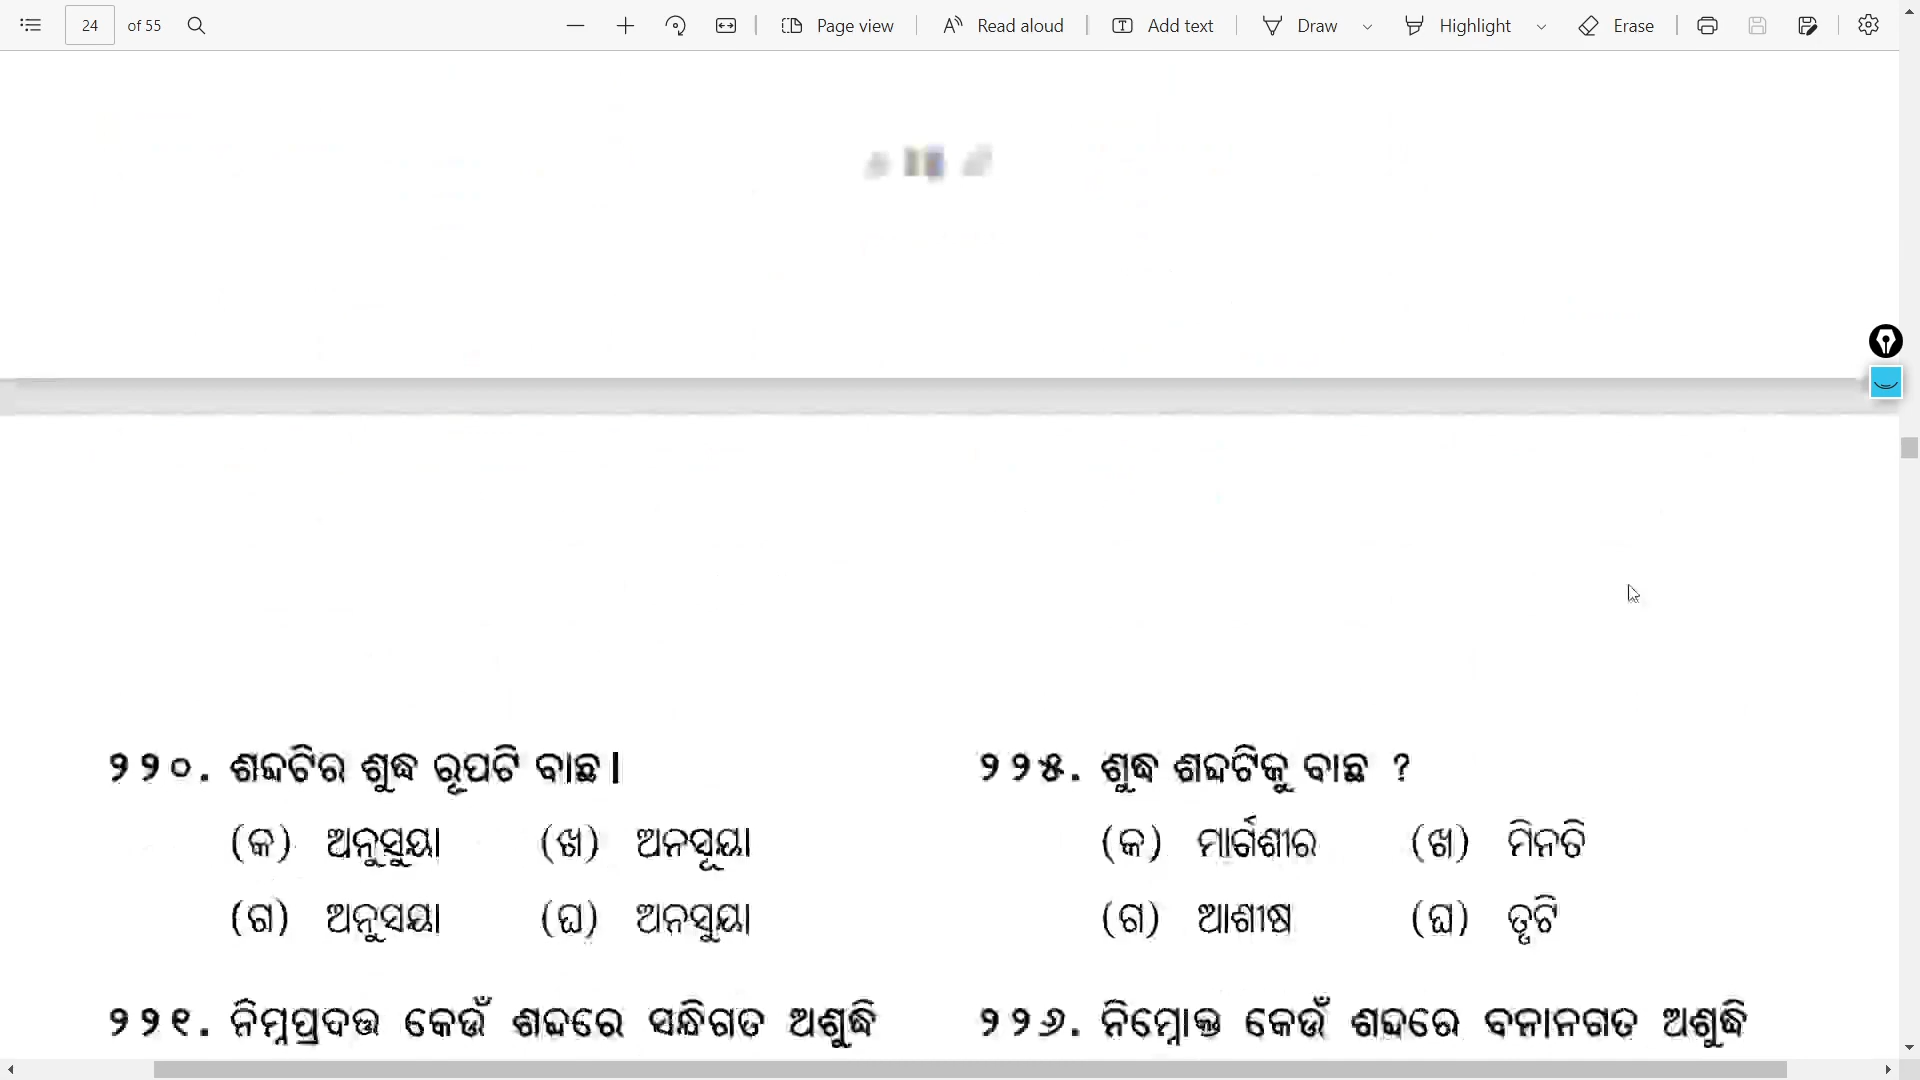 24 of 55 Page view Read aloud Add text Draw Highlight Erase
୨୨୦. ଶବ୍ଦଟିର ଶୁଦ୍ଧ ରୂପଟି ବାଛ।
(କ) ଅନୁସୁୟା (ଖ) ଅନସୂୟା
(ଗ) ଅନୁସୟା (ଘ) ଅନସୁୟା
୨୨୧. ନିମ୍ନପ୍ରଦତ୍ତ କେଉଁ ଶବ୍ଦରେ ସନ୍ଧିଗତ ଅଶୁଦ୍ଧି
୨୨୫. ଶୁଦ୍ଧ ଶବ୍ଦଟିକୁ ବାଛ ?
(କ) ମାର୍ଗଶୀର (ଖ) ମିନତି
(ଗ) ଆଶୀଷ (ଘ) ତୃଟି
୨୨୬. ନିମ୍ନୋକ୍ତ କେଉଁ ଶବ୍ଦରେ ବନାନଗତ ଅଶୁଦ୍ଧି